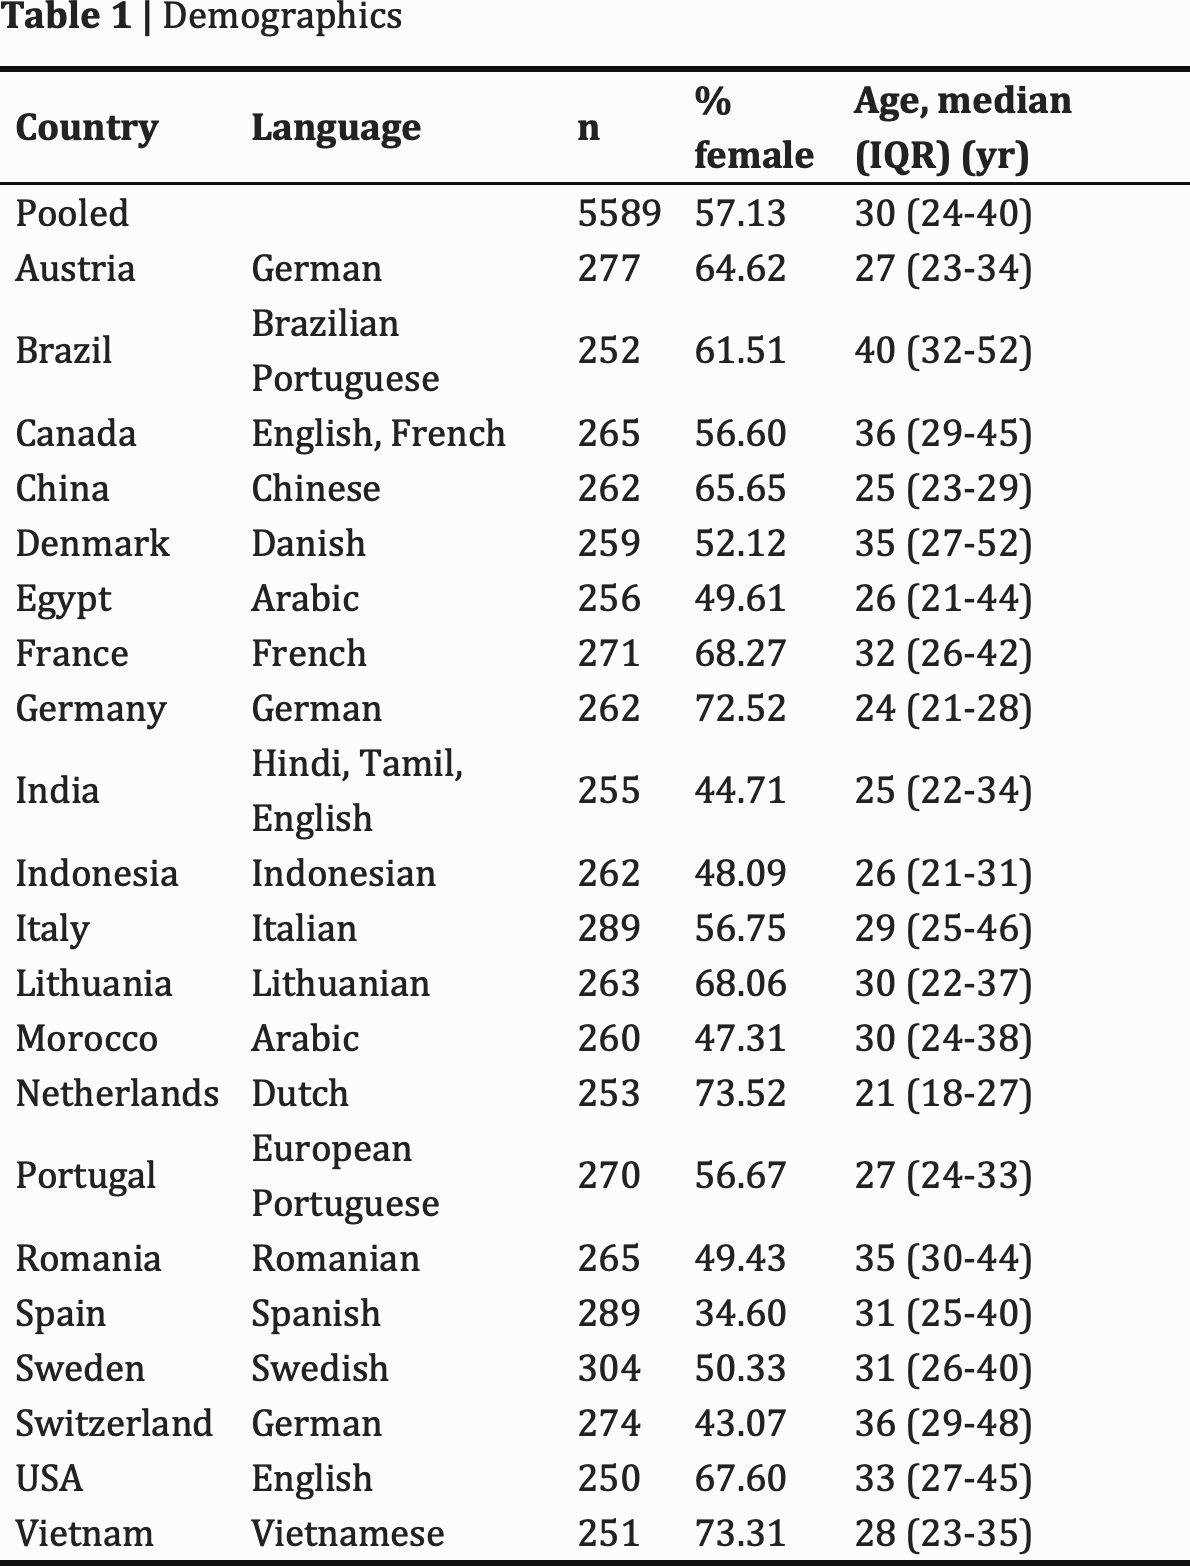 Table 1 | Demographics
Country Language n % female Age, median (IQR) (yr)
Pooled 5589 57.13 30 (24-40)
Austria German 277 64.62 27 (23-34)
Brazil Brazilian Portuguese 252 61.51 40 (32-52)
Canada English, French 265 56.60 36 (29-45)
China Chinese 262 65.65 25 (23-29)
Denmark Danish 259 52.12 35 (27-52)
Egypt Arabic 256 49.61 26 (21-44)
France French 271 68.27 32 (26-42)
Germany German 262 72.52 24 (21-28)
India Hindi, Tamil, English 255 44.71 25 (22-34)
Indonesia Indonesian 262 48.09 26 (21-31)
Italy Italian 289 56.75 29 (25-46)
Lithuania Lithuanian 263 68.06 30 (22-37)
Morocco Arabic 260 47.31 30 (24-38)
Netherlands Dutch 253 73.52 21 (18-27)
Portugal European Portuguese 270 56.67 27 (24-33)
Romania Romanian 265 49.43 35 (30-44)
Spain Spanish 289 34.60 31 (25-40)
Sweden Swedish 304 50.33 31 (26-40)
Switzerland German 274 43.07 36 (29-48)
USA English 250 67.60 33 (27-45)
Vietnam Vietnamese 251 73.31 28 (23-35)